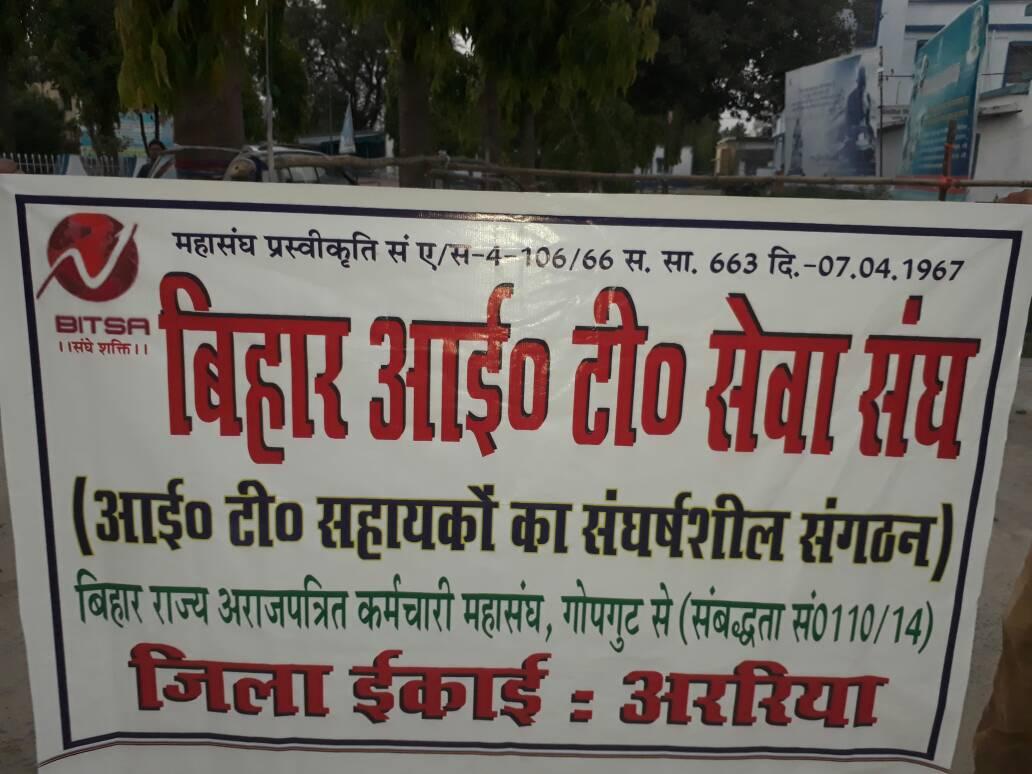 महासंघ प्रस्वीकृति सं ए/स-4-106/66 स. सा. 663 दि.-07.04.1967
BITSA
।।संघे शक्ति।।
बिहार आई० टी० सेवा संघ
(आई० टी० सहायकों का संघर्षशील संगठन)
बिहार राज्य अराजपत्रित कर्मचारी महासंघ, गोपगुट से (संबद्धता सं0110/14)
जिला ईकाई : अररिया